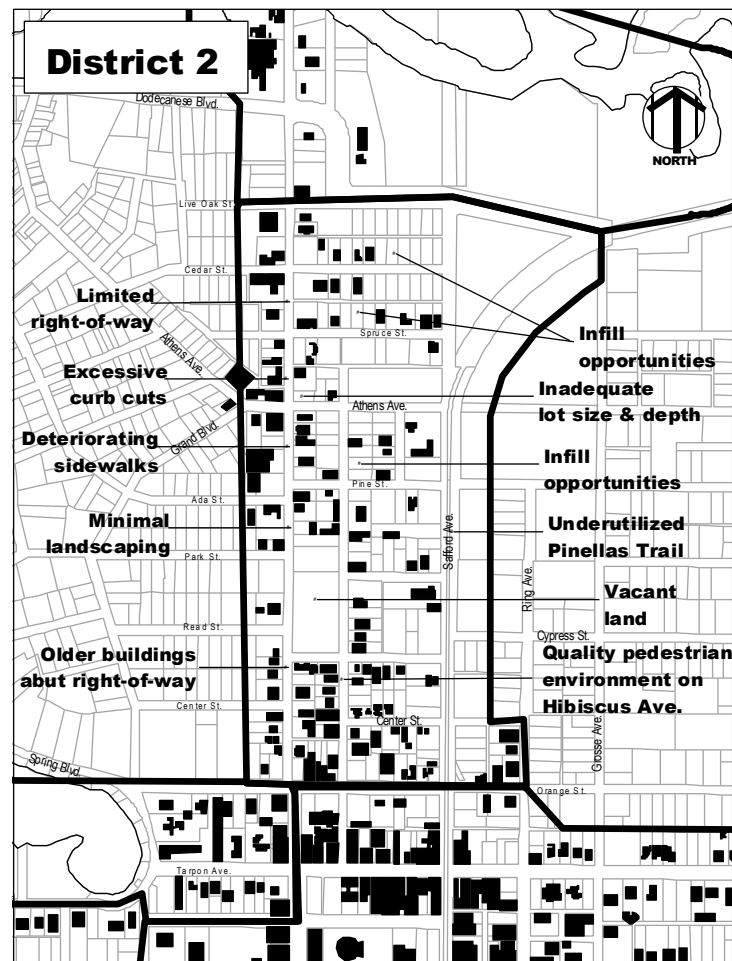 District 2
Dodecanese Blvd.
NORTH
Live Oak St.
Cedar St.
Limited
right-of-way
Spruce St.
Athens Ave.
Infill
opportunities
Excessive
curb cuts
Inadequate
lot size & depth
Athens Ave.
Grand Blvd.
Deteriorating
sidewalks
Infill
opportunities
Pine St.
Ada St.
Minimal
landscaping
Underutilized
Pinellas Trail
Safford Ave.
Park St.
Ring Ave.
Vacant
land
Read St.
Cypress St.
Older buildings
abut right-of-way
Quality pedestrian
environment on
Hibiscus Ave.
Center St.
Center St.
Grosse Ave.
Spring Blvd.
Orange St.
Tarpon Ave.